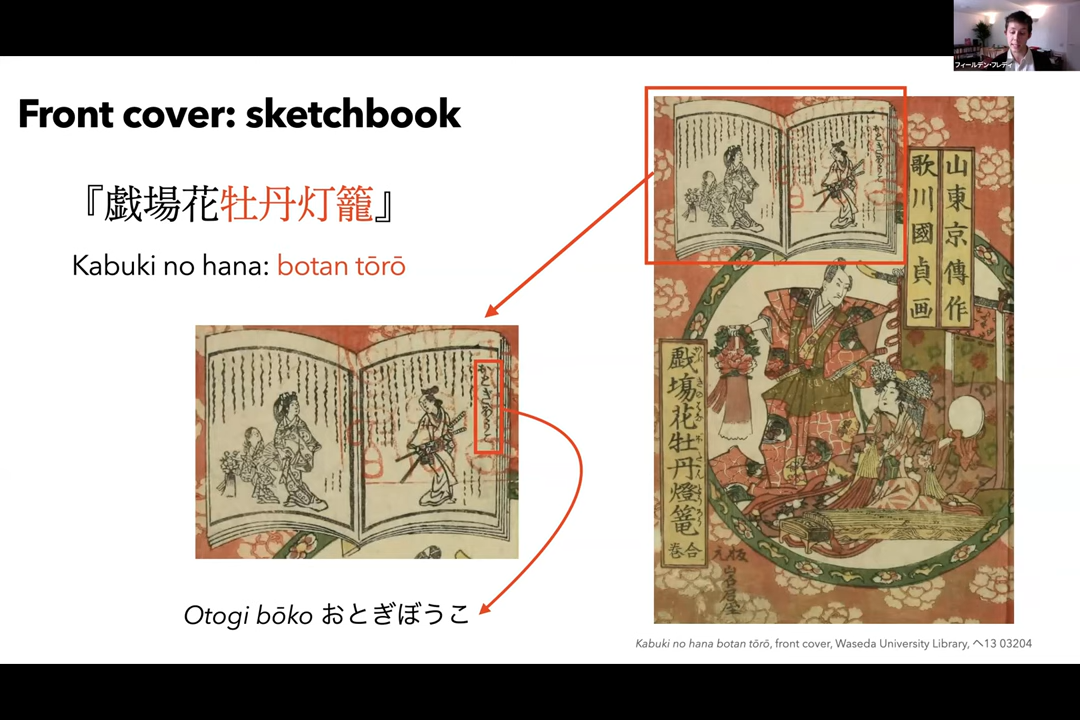 フィールデン・フレディ
Front cover: sketchbook
『戯場花牡丹灯籠』
Kabuki no hana: botan tōrō
Otogi bōko おとぎぼうこ
山東京傳作
歌川國貞画
戯場花牡丹燈篭
合巻
Kabuki no hana botan tōrō, front cover, Waseda University Library, ヘ13 03204